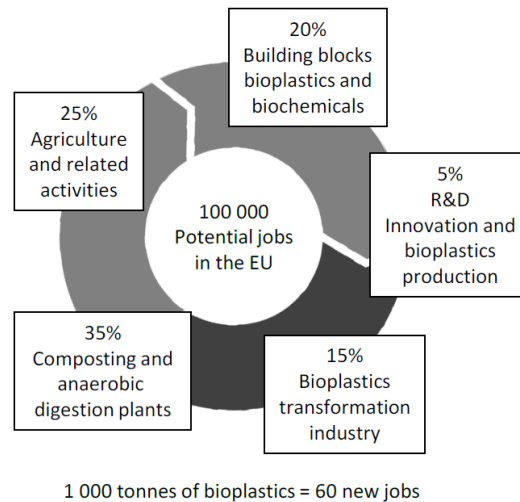 20%
Building blocks
bioplastics and
biochemicals
25%
Agriculture
and related
activities
5%
R&D
Innovation and
bioplastics
production
100 000
Potential jobs
in the EU
35%
Composting and
anaerobic
digestion plants
15%
Bioplastics
transformation
industry
1 000 tonnes of bioplastics = 60 new jobs